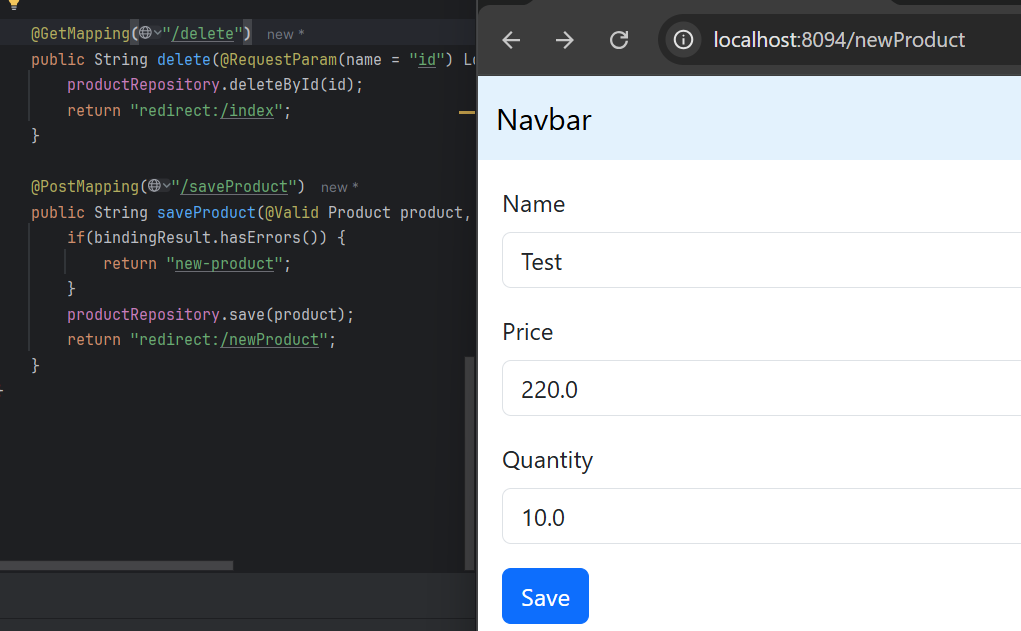 @GetMapping("/delete") new *
public String delete(@RequestParam(name = "id") Lo
productRepository.deleteById(id);
return "redirect:/index";
}
@PostMapping("/saveProduct") new *
public String saveProduct(@Valid Product product,
if(bindingResult.hasErrors()) {
return "new-product";
}
productRepository.save(product);
return "redirect:/newProduct";
}
localhost:8094/newProduct
Navbar
Name
Test
Price
220.0
Quantity
10.0
Save